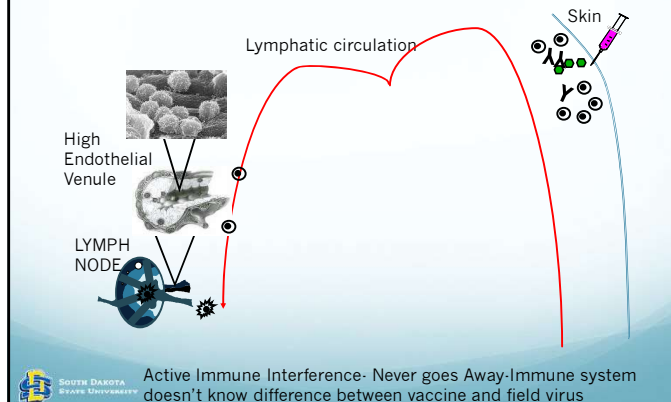 Skin
Lymphatic circulation
High
Endothelial
Venule
LYMPH
NODE
SOUTH DAKOTA
STATE UNIVERSITY
Active Immune Interference- Never goes Away-Immune system
doesn't know difference between vaccine and field virus